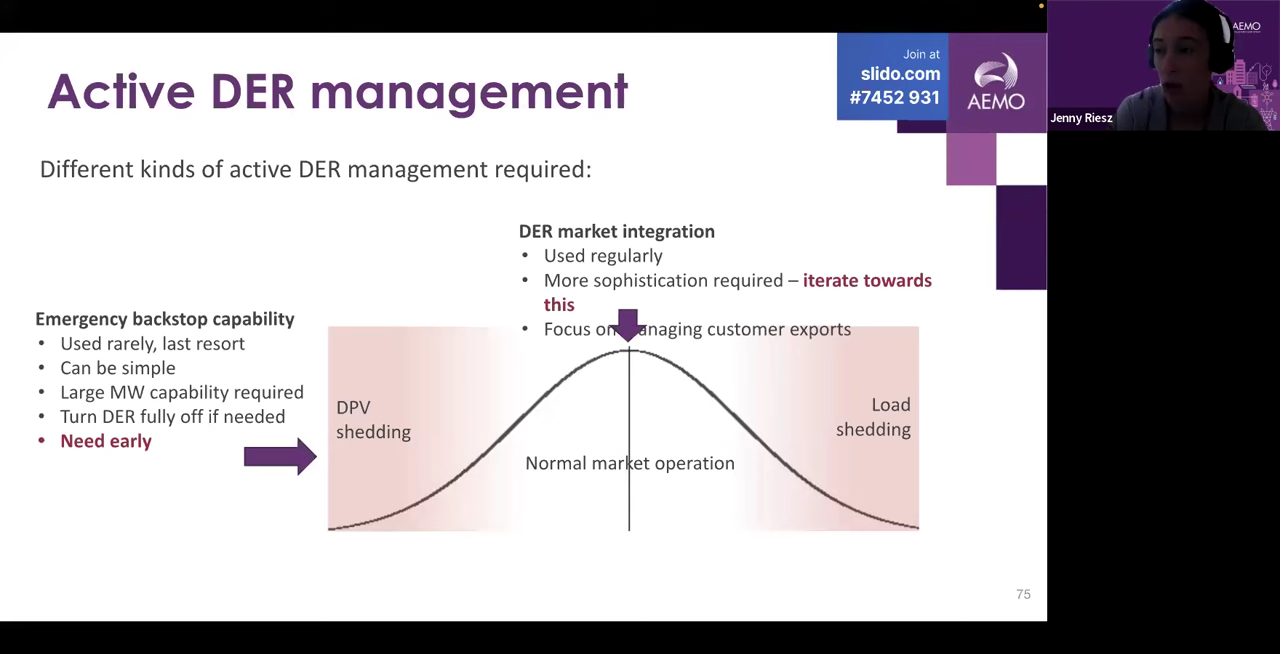 Active DER management
Join at
slido.com
#7452 931
AEMO
AEMO
Jenny Riesz
Different kinds of active DER management required:
DER market integration
• Used regularly
• More sophistication required – iterate towards
this
• Focus on managing customer exports
Emergency backstop capability
• Used rarely, last resort
• Can be simple
• Large MW capability required
• Turn DER fully off if needed
• Need early
DPV
shedding
Load
shedding
Normal market operation
75